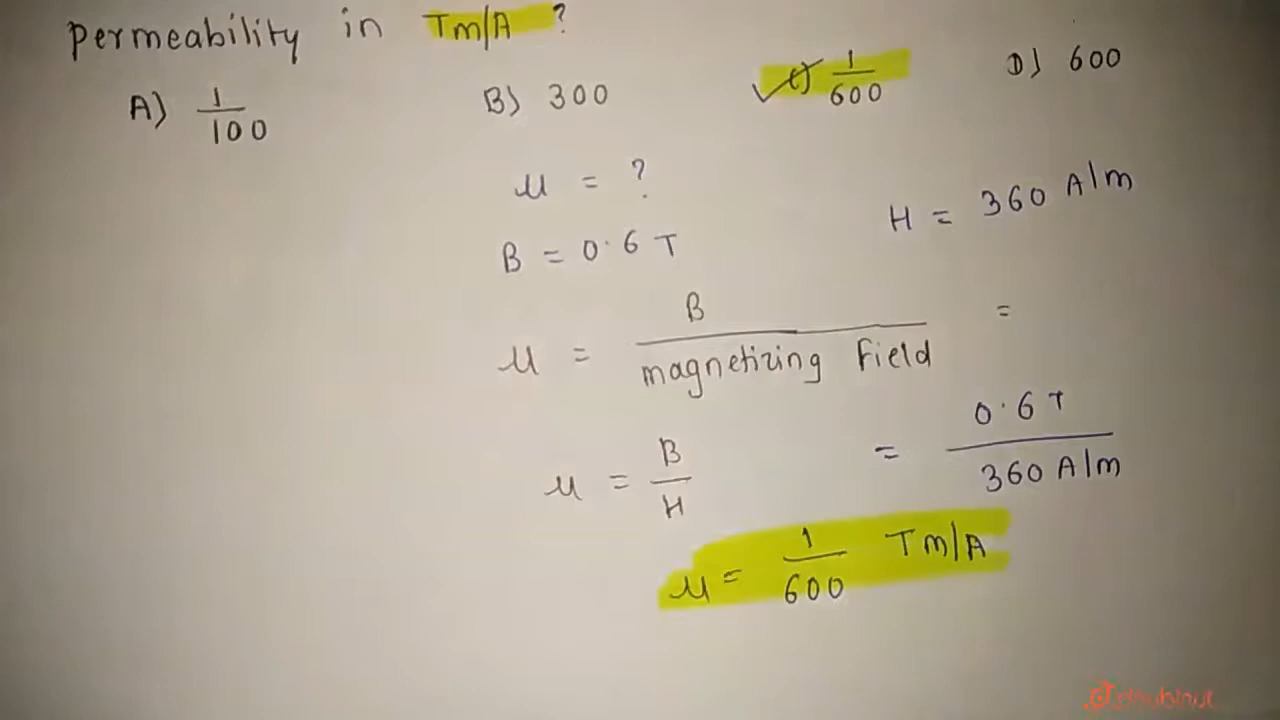 permeability in Tm/A ?
A) 1/100 B) 300 C) 1/600 D) 600
μ = ?
B = 0.6 T H = 360 A/m
μ = B / magnetizing field =
μ = B/H = 0.6 T / 360 A/m
μ = 1/600 Tm/A
doubtnut